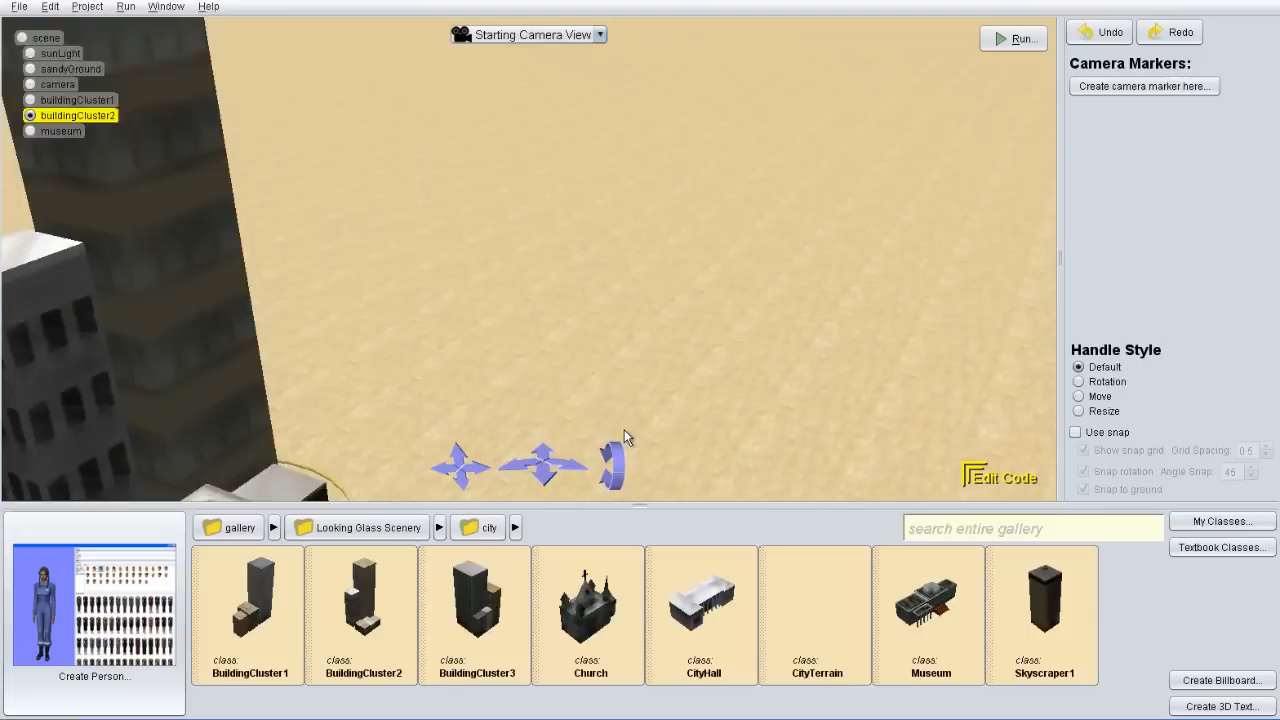 File Edit Project Run Window Help
scene
sunLight
sandyGround
camera
buildingCluster1
buildingCluster2
museum
Starting Camera View
Run...
Undo Redo
Camera Markers:
Create camera marker here...
Handle Style
Default
Rotation
Move
Resize
Use snap
Show snap grid Grid Spacing: 0.5
Snap rotation Angle Snap: 45
Snap to ground
Edit Code
gallery Looking Glass Scenery city
search entire gallery
My Classes...
Textbook Classes...
Create Person...
class: BuildingCluster1
class: BuildingCluster2
class: BuildingCluster3
class: Church
class: CityHall
class: CityTerrain
class: Museum
class: Skyscraper1
Create Billboard...
Create 3D Text...